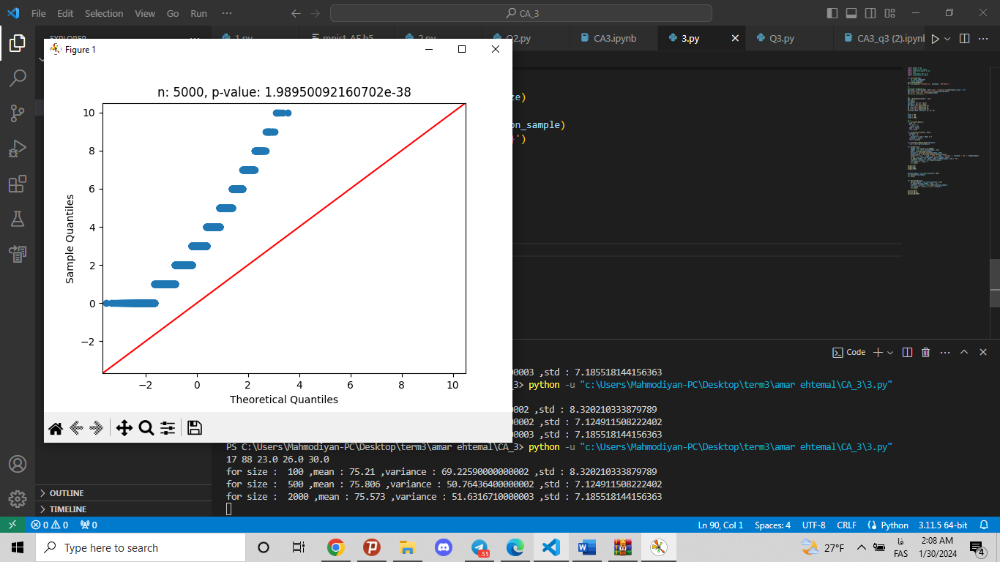 File Edit Selection View Go Run ··· CA_3
EXPLORER
1.py mnist_AE.h5 2.py Q2.py CA3.ipynb 3.py Q3.py CA3_q3 (2).ipynl
Figure 1
n: 5000, p-value: 1.98950092160702e-38
10
8
6
4
2
0
−2
Sample Quantiles
−2 0 2 4 6 8 10
Theoretical Quantiles
ze)
on_sample)
}')
Code
0003 ,std : 7.185518144156363
_3> python -u "c:\Users\Mahmodiyan-PC\Desktop\term3\amar ehtemal\CA_3\3.py"
002 ,std : 8.320210333879789
002 ,std : 7.124911508222402
003 ,std : 7.185518144156363
PS C:\Users\Mahmodiyan-PC\Desktop\term3\amar ehtemal\CA_3> python -u "c:\Users\Mahmodiyan-PC\Desktop\term3\amar ehtemal\CA_3\3.py"
17 88 23.0 26.0 30.0
for size :  100 ,mean : 75.21 ,variance : 69.22590000000002 ,std : 8.320210333879789
for size :  500 ,mean : 75.806 ,variance : 50.76436400000002 ,std : 7.124911508222402
for size :  2000 ,mean : 75.573 ,variance : 51.6316710000003 ,std : 7.185518144156363
OUTLINE
TIMELINE
0 0 0 Ln 90, Col 1 Spaces: 4 UTF-8 CRLF Python 3.11.5 64-bit
Type here to search
.55
27°F
فا
FAS
2:08 AM
1/30/2024
4